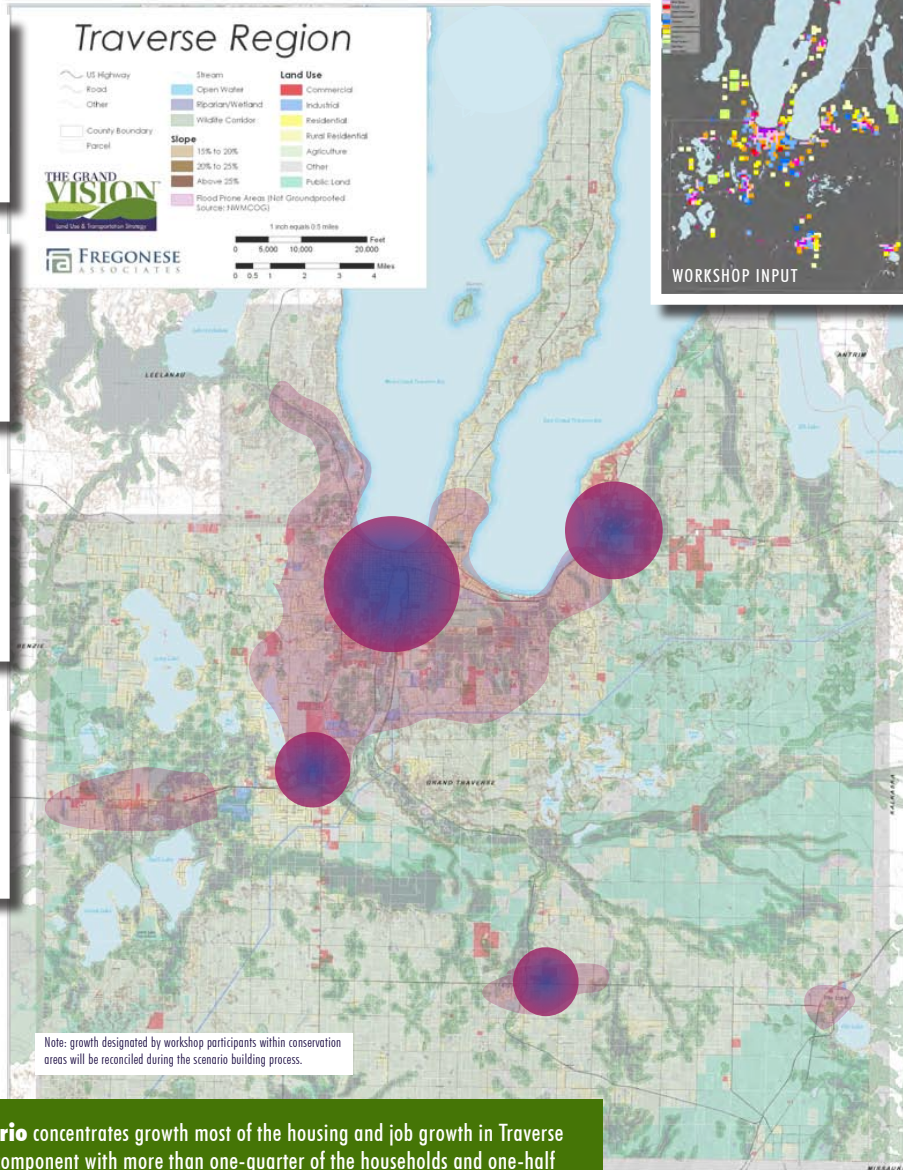 Traverse Region
US Highway
Road
Other
County Boundary
Parcel
Stream
Open Water
Riparian/Wetland
Wildlife Corridor
Slope
15% to 20%
20% to 25%
Above 25%
Flood Prone Areas (Not Groundproofed
Source: NWMCOG)
Land Use
Commercial
Industrial
Residential
Rural Residential
Agriculture
Other
Public Land
THE GRAND
VISION
Land Use & Transportation Strategy
FREGONESE
ASSOCIATES
1 inch equals 0.5 miles
Feet
0 5,000 10,000 20,000
Miles
0 0.5 1 2 3 4
WORKSHOP INPUT
ANTRIM
LEELANAU
BENZIE
GRAND TRAVERSE
KALKASKA
Note: growth designated by workshop participants within conservation
areas will be reconciled during the scenario building process.
rio concentrates growth most of the housing and job growth in Traverse
omponent with more than one-quarter of the households and one-half